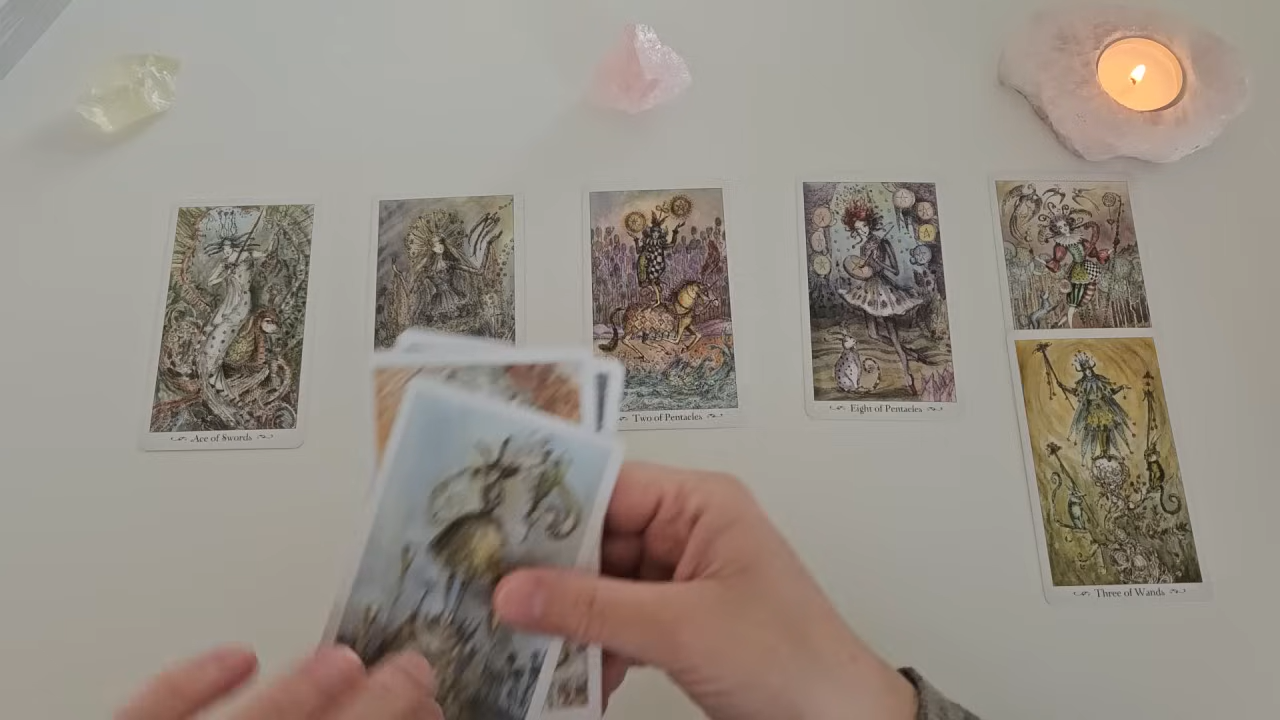 Ace of Swords
Two of Pentacles
Eight of Pentacles
Three of Wands